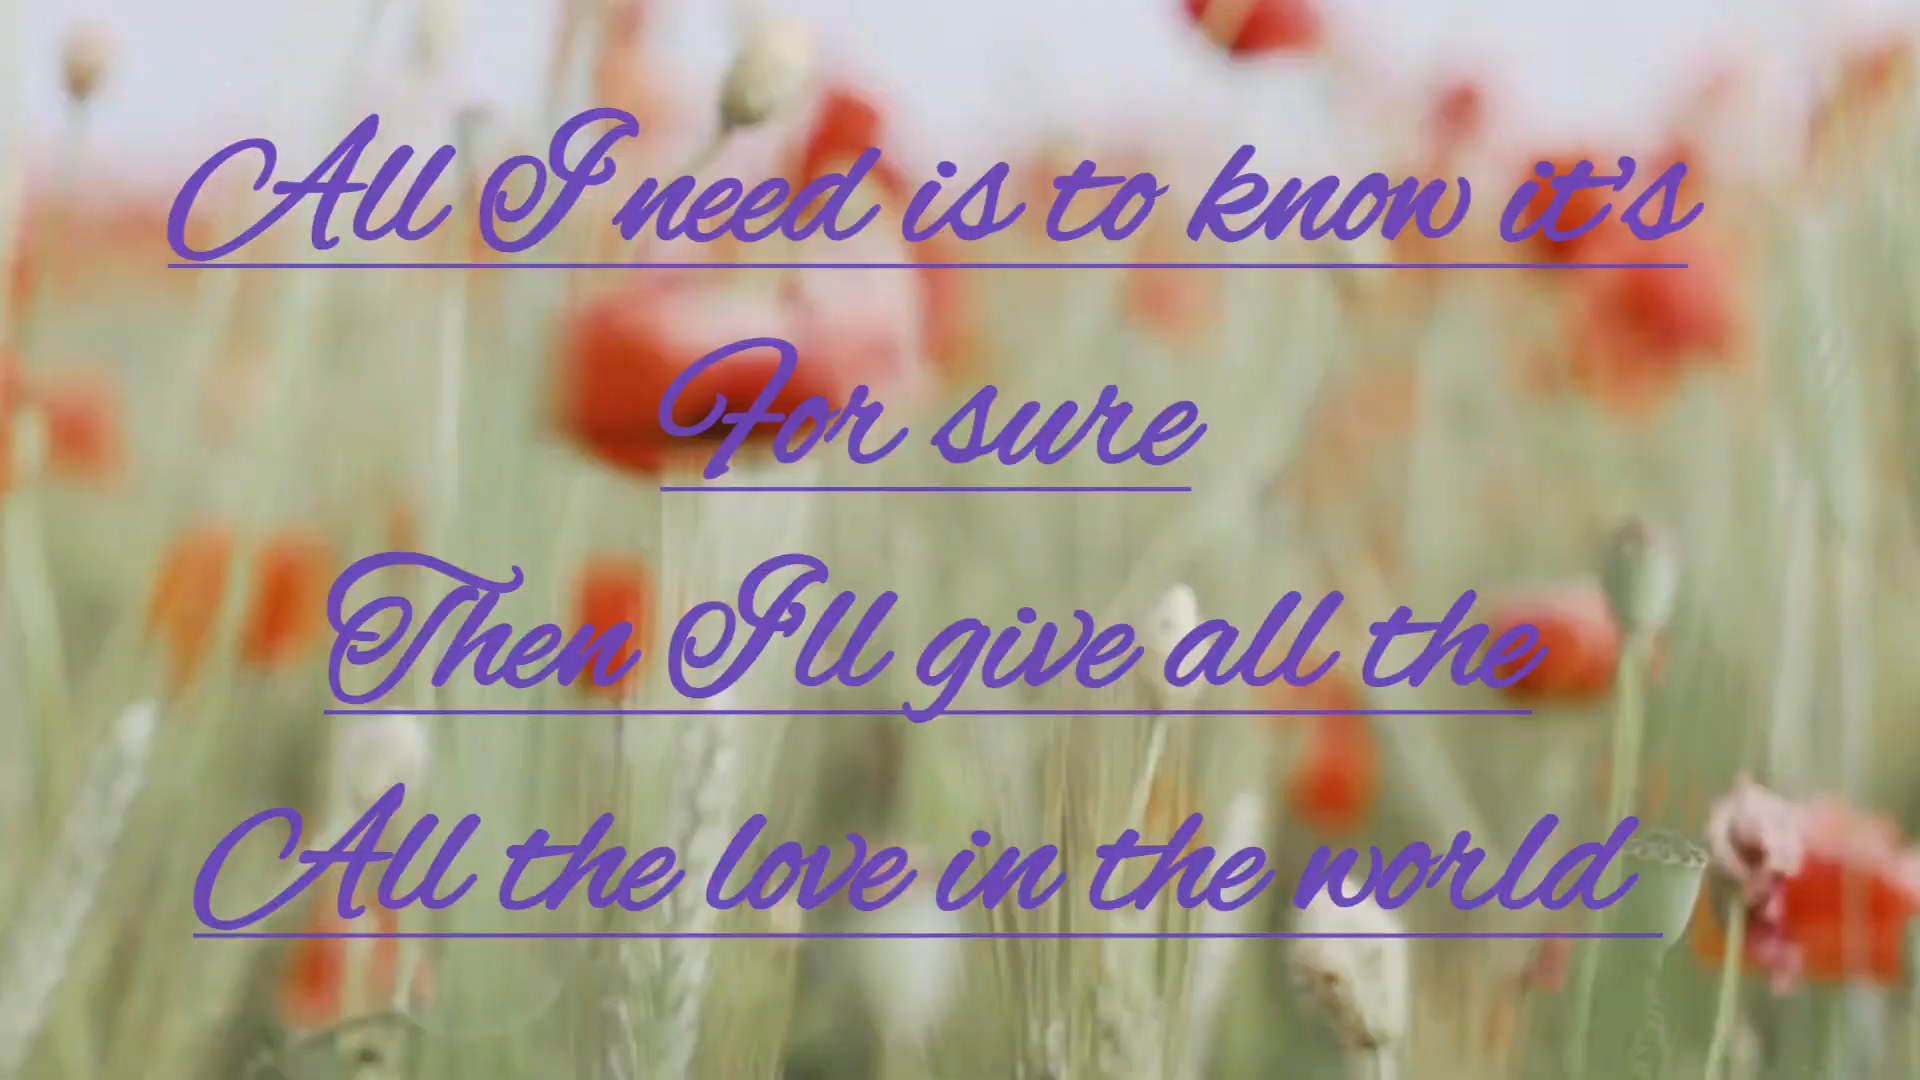 All I need is to know it's
For sure
Then I'll give all the
All the love in the world